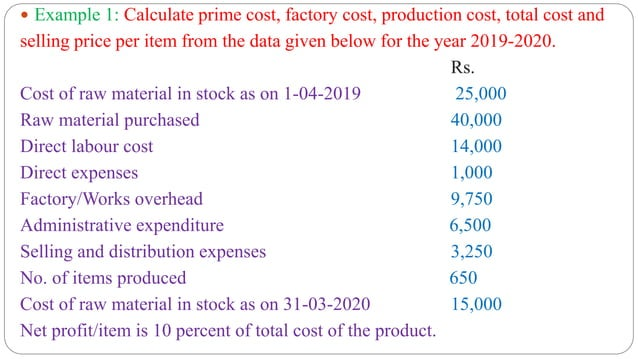 • Example 1: Calculate prime cost, factory cost, production cost, total cost and
selling price per item from the data given below for the year 2019-2020.
Rs.
Cost of raw material in stock as on 1-04-2019 25,000
Raw material purchased 40,000
Direct labour cost 14,000
Direct expenses 1,000
Factory/Works overhead 9,750
Administrative expenditure 6,500
Selling and distribution expenses 3,250
No. of items produced 650
Cost of raw material in stock as on 31-03-2020 15,000
Net profit/item is 10 percent of total cost of the product.